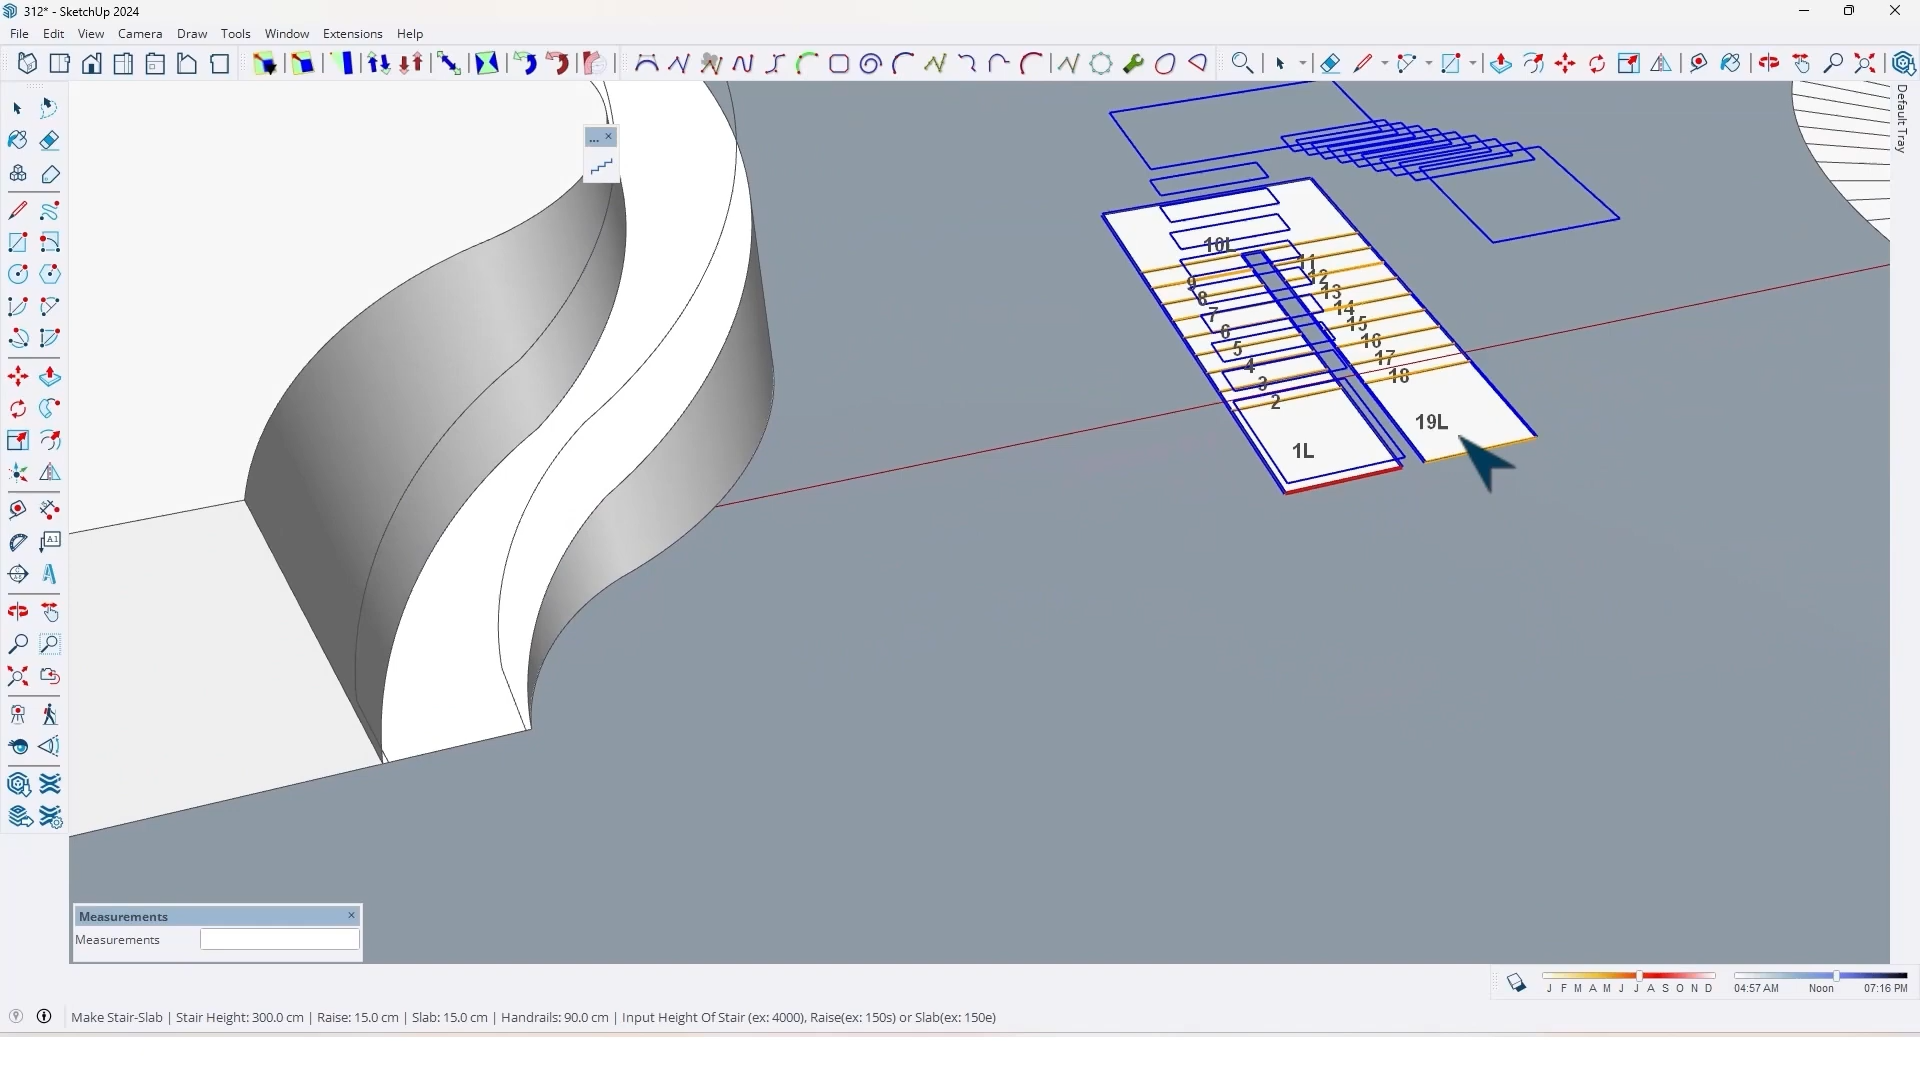 312* - SketchUp 2024
File Edit View Camera Draw Tools Window Extensions Help
Default Tray
...
10L
11
12
13
14
15
16
17
18
19L
9
8
7
6
5
4
3
2
1L
A1
Measurements
Measurements
J F M A M J J A S O N D
04:57 AM Noon 07:16 PM
Make Stair-Slab | Stair Height: 300.0 cm | Raise: 15.0 cm | Slab: 15.0 cm | Handrails: 90.0 cm | Input Height Of Stair (ex: 4000), Raise(ex: 150s) or Slab(ex: 150e)